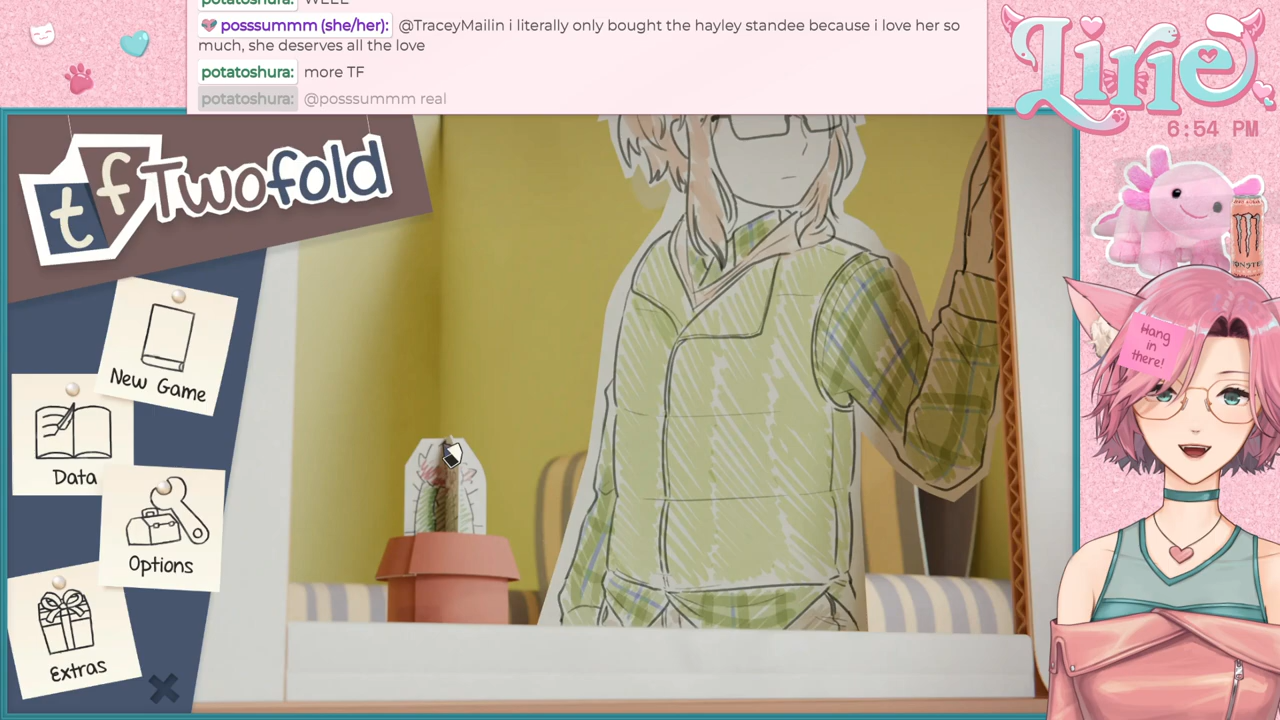 potatoshura: WELL
posssummm (she/her): @TraceyMailin i literally only bought the hayley standee because i love her so
much, she deserves all the love
potatoshura: more TF
potatoshura: @posssummm real
Lirie
6:54 PM
tf Twofold
New Game
Data
Options
Extras
Hang
in
there!
MONSTER